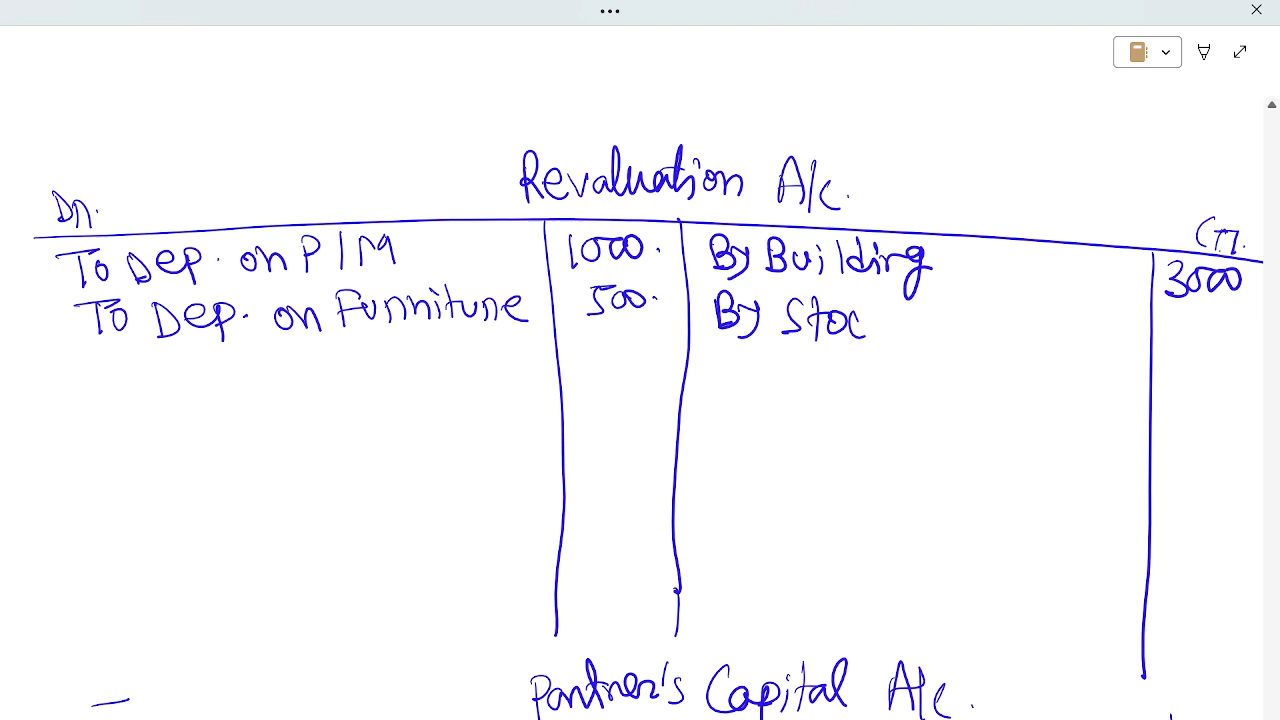 Revaluation A/c.
Dr. Cr.
To Dep. on P/M 1000. By Building 3000
To Dep. on Furniture 500. By Stoc
Partner's Capital A/c.